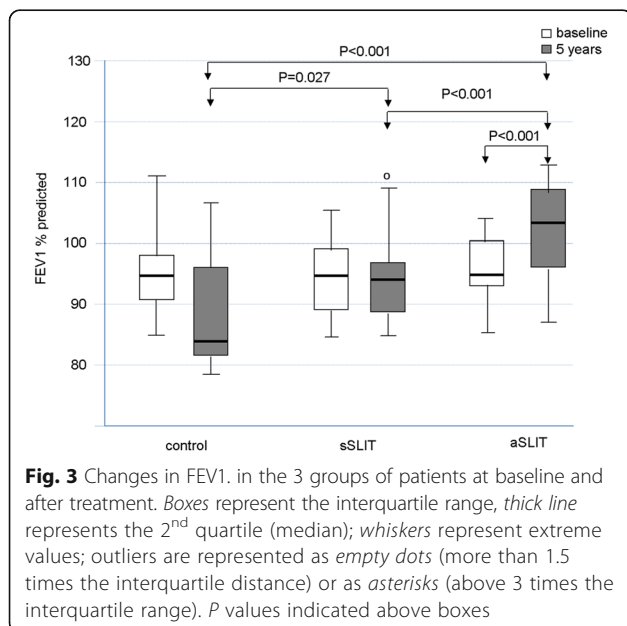 baseline
5 years
P<0.001
P=0.027
P<0.001
P<0.001
130
120
110
100
90
80
FEV1 % predicted
o
control
sSLIT
aSLIT
Fig. 3 Changes in FEV1. in the 3 groups of patients at baseline and
after treatment. Boxes represent the interquartile range, thick line
represents the 2nd quartile (median); whiskers represent extreme
values; outliers are represented as empty dots (more than 1.5
times the interquartile distance) or as asterisks (above 3 times the
interquartile range). P values indicated above boxes